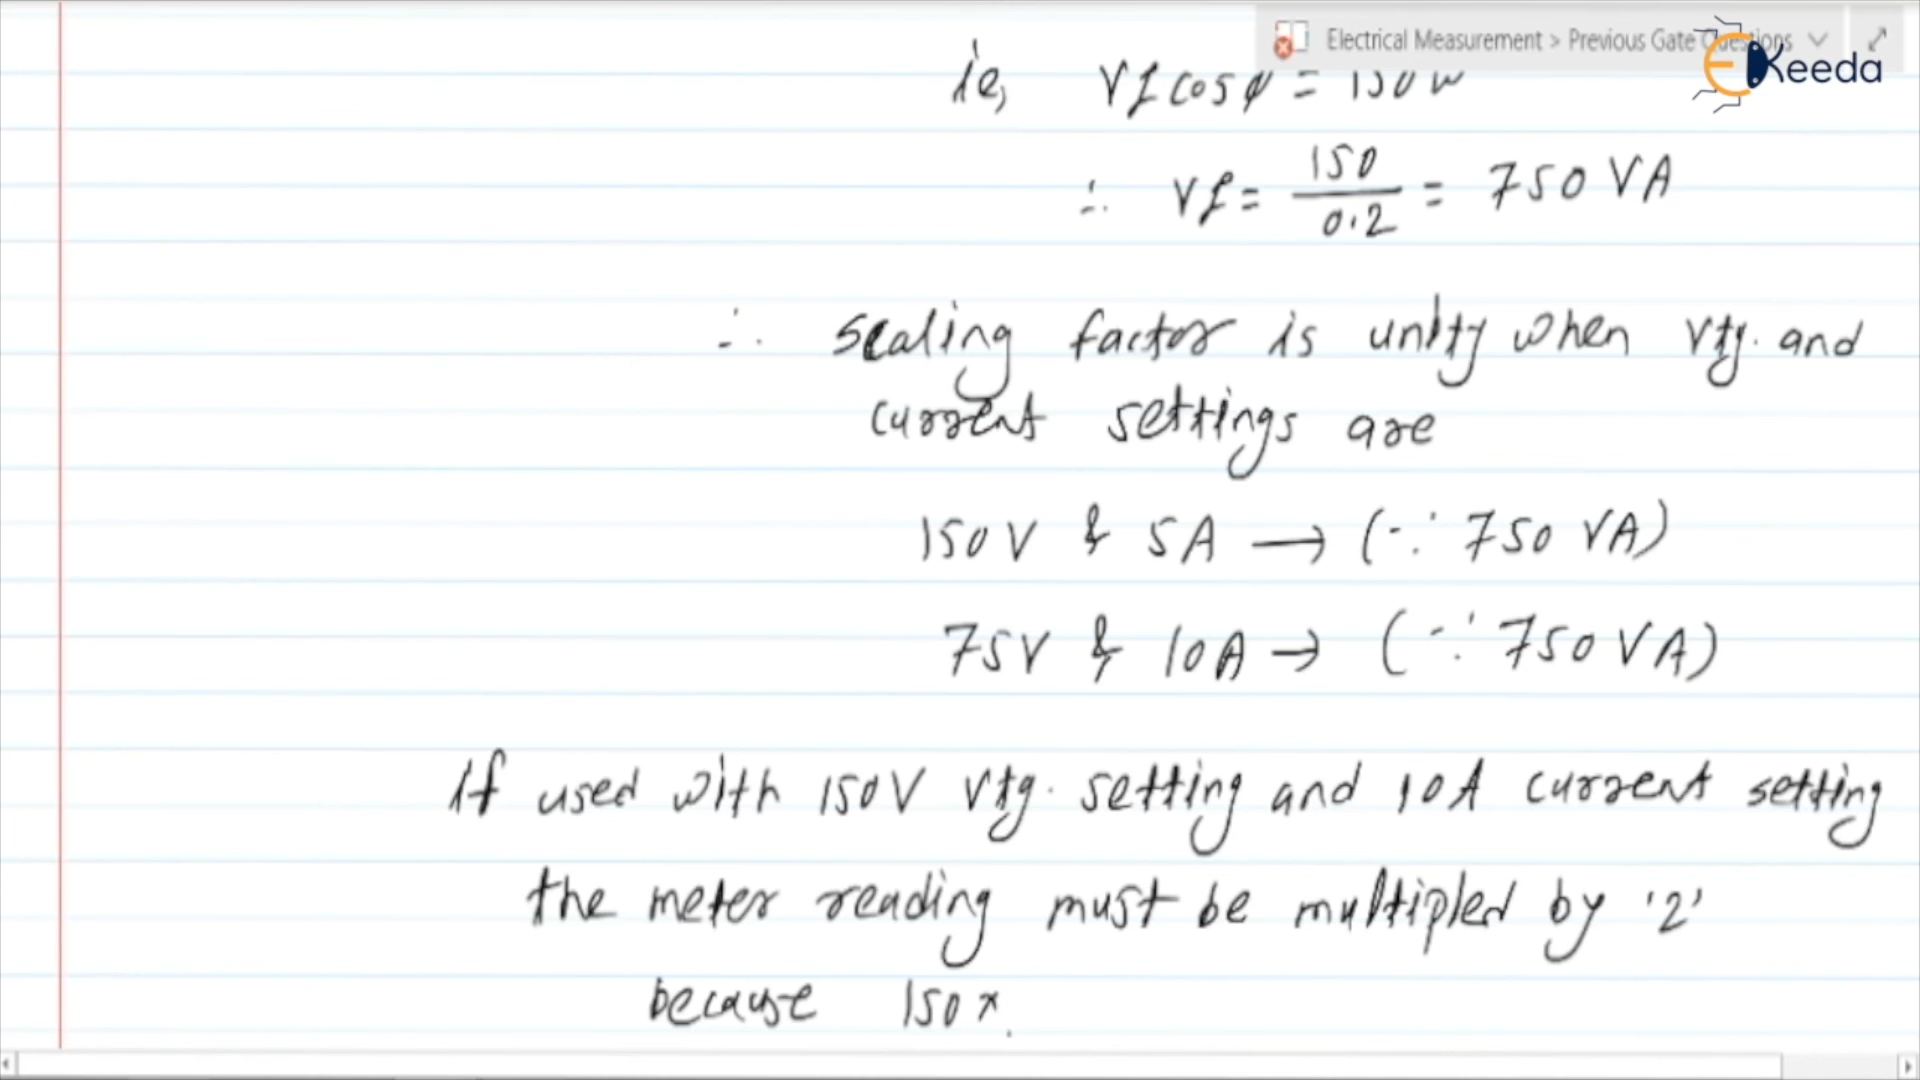 Electrical Measurement > Previous Gate Questions
EKeeda
ie, VI cosφ = 150 W
∴ VI = 150 / 0.2 = 750 VA
∴ scaling factor is unity when Vtg. and
current settings are
150V & 5A → (∵ 750 VA)
75V & 10A → (∵ 750 VA)
If used with 150V Vtg. setting and 10A current setting
the meter reading must be multipled by '2'
because 150 x